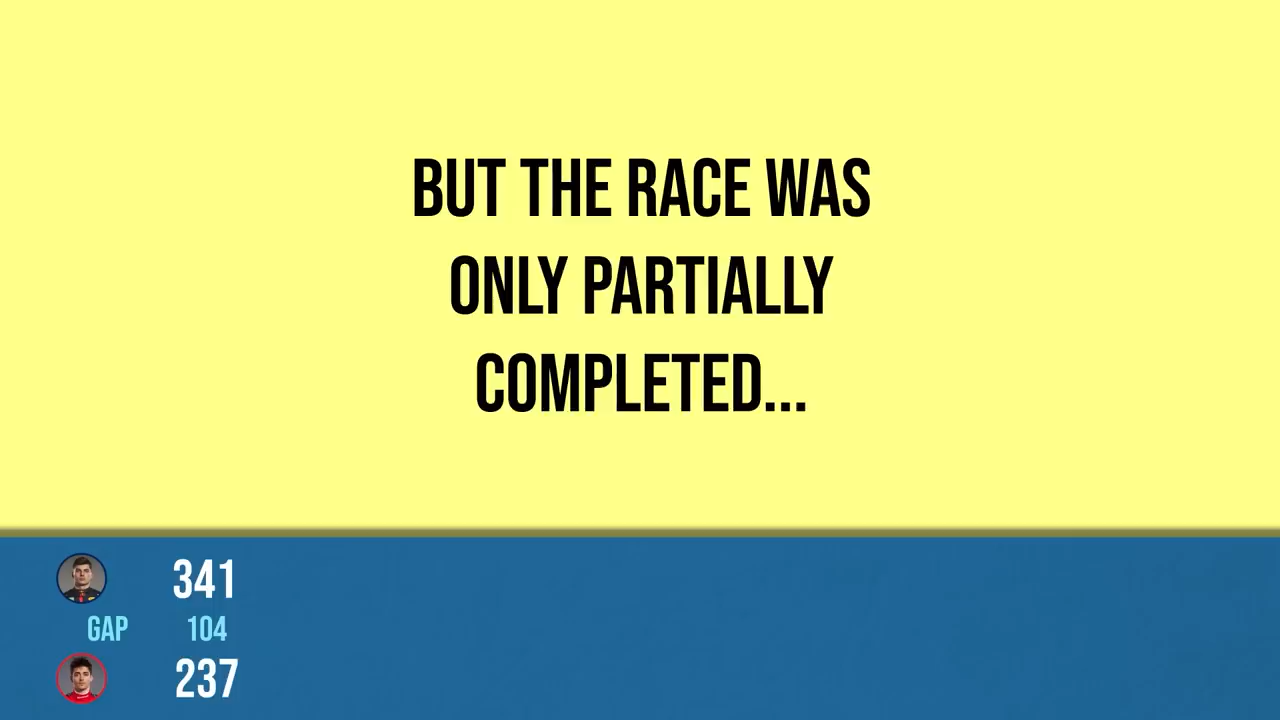 BUT THE RACE WAS
ONLY PARTIALLY
COMPLETED...
341
GAP 104
237